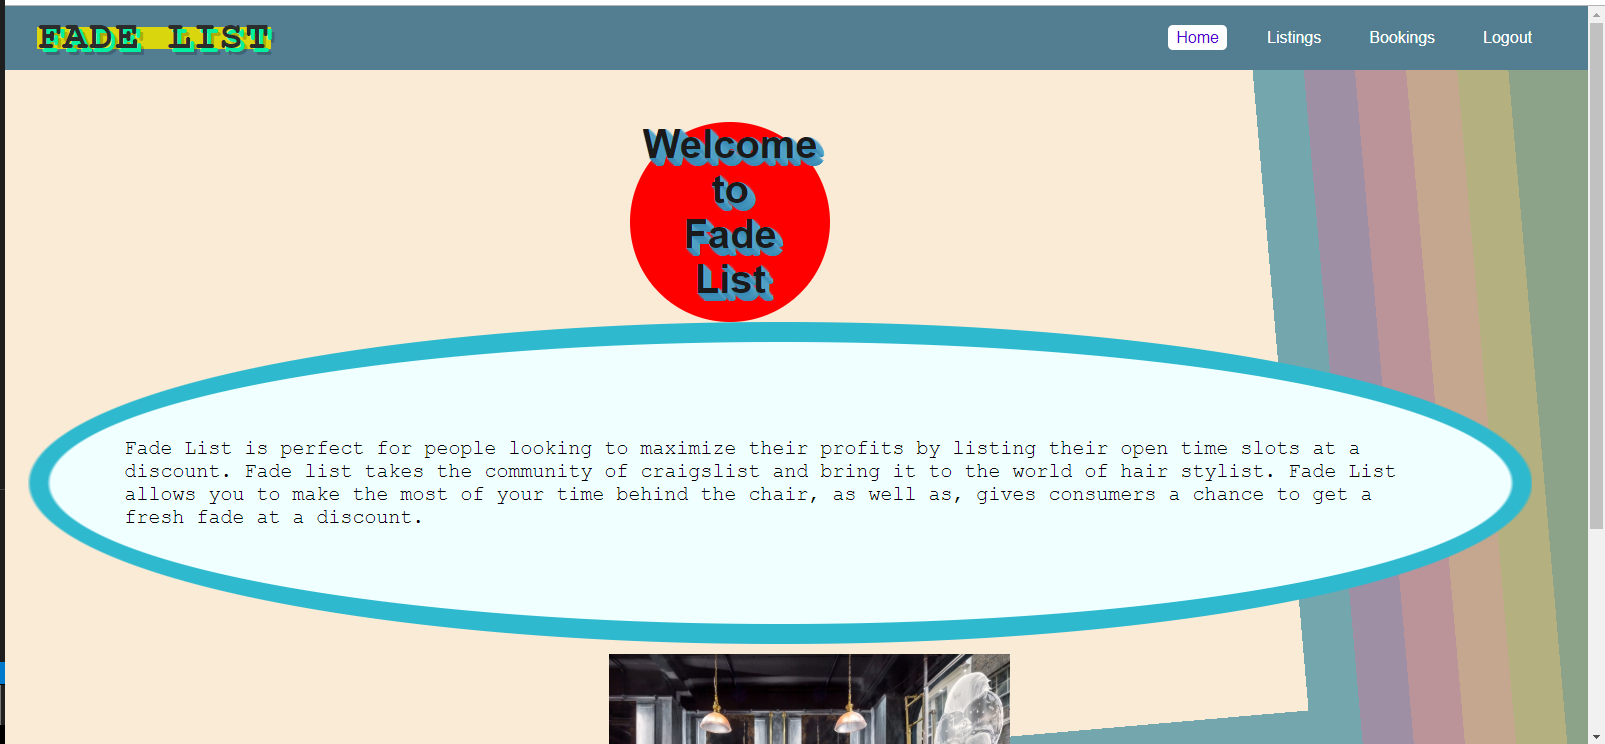 FADE LIST
Home Listings Bookings Logout
Welcome
to
Fade
List
Fade List is perfect for people looking to maximize their profits by listing their open time slots at a
discount. Fade list takes the community of craigslist and bring it to the world of hair stylist. Fade List
allows you to make the most of your time behind the chair, as well as, gives consumers a chance to get a
fresh fade at a discount.